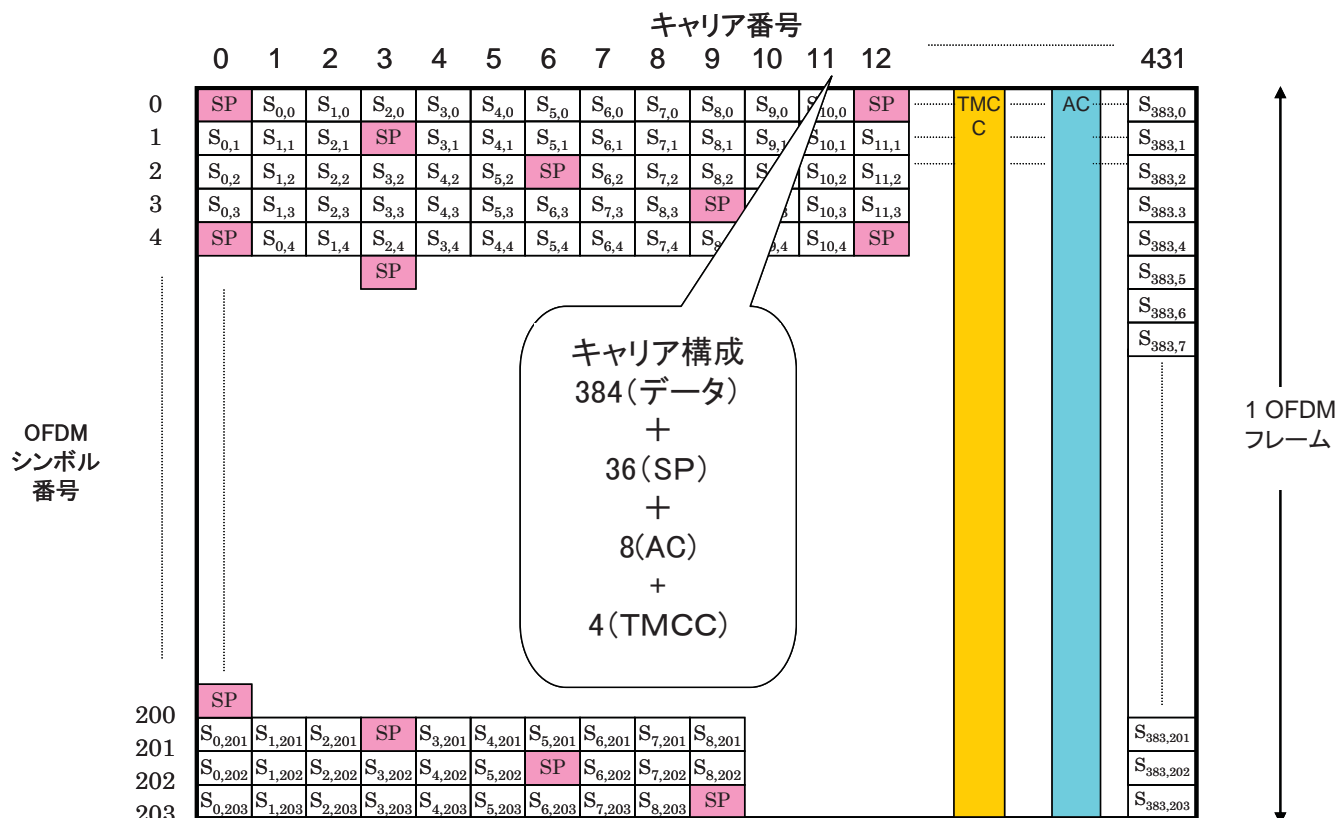 キャリア番号
0 1 2 3 4 5 6 7 8 9 10 11 12 431
0 SP S0,0 S1,0 S2,0 S3,0 S4,0 S5,0 S6,0 S7,0 S8,0 S9,0 S10,0 SP TMC AC S383,0
C
1 S0,1 S1,1 S2,1 SP S3,1 S4,1 S5,1 S6,1 S7,1 S8,1 S9,1 S10,1 S11,1 S383,1
2 S0,2 S1,2 S2,2 S3,2 S4,2 S5,2 SP S6,2 S7,2 S8,2 S10,2 S11,2 S383,2
3 S0,3 S1,3 S2,3 S3,3 S4,3 S5,3 S6,3 S7,3 S8,3 SP S10,3 S11,3 S383.3
4 SP S0,4 S1,4 S2,4 S3,4 S4,4 S5,4 S6,4 S7,4 S10,4 SP S383,4
SP S383,5
S383,6
S383,7
キャリア構成
384(データ)
+
36(SP)
+
8(AC)
+
4(TMCC)
OFDM
シンボル
番号
1 OFDM
フレーム
200 SP
201 S0,201 S1,201 S2,201 SP S3,201 S4,201 S5,201 S6,201 S7,201 S8,201 S383,201
202 S0,202 S1,202 S2,202 S3,202 S4,202 S5,202 SP S6,202 S7,202 S8,202 S383,202
203 S0,203 S1,203 S2,203 S3,203 S4,203 S5,203 S6,203 S7,203 S8,203 SP S383,203